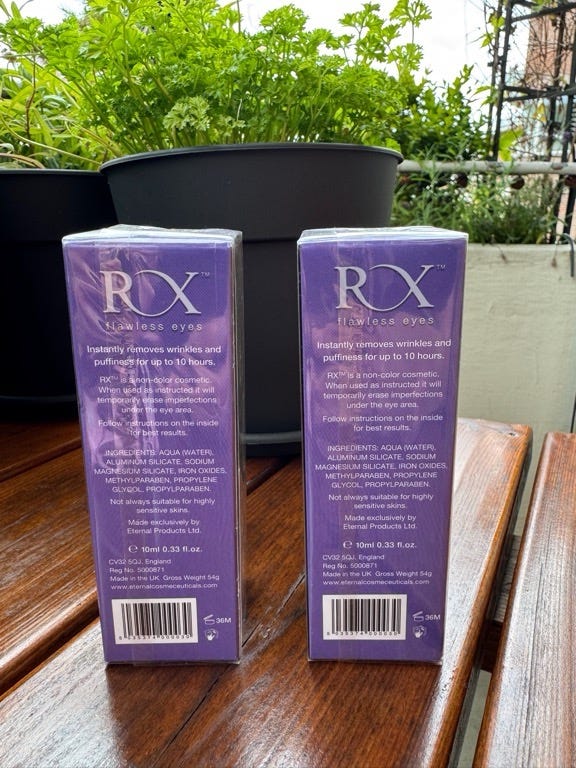 RX™
flawless eyes
Instantly removes wrinkles and
puffiness for up to 10 hours.
RX™ is a non-color cosmetic.
When used as instructed it will
temporarily erase imperfections
under the eye area.
Follow instructions on the inside
for best results.
INGREDIENTS: AQUA (WATER),
ALUMINUM SILICATE, SODIUM
MAGNESIUM SILICATE, IRON OXIDES,
METHYLPARABEN, PROPYLENE
GLYCOL, PROPYLPARABEN.
Not always suitable for highly
sensitive skins.
Made exclusively by
Eternal Products Ltd.
℮ 10ml 0.33 fl.oz.
CV32 5QJ, England
Reg No. 5000871
Made in the UK Gross Weight 54g
www.eternalcosmeceuticals.com
36M
RX™
flawless eyes
Instantly removes wrinkles and
puffiness for up to 10 hours.
RX™ is a non-color cosmetic.
When used as instructed it will
temporarily erase imperfections
under the eye area.
Follow instructions on the inside
for best results.
INGREDIENTS: AQUA (WATER),
ALUMINUM SILICATE, SODIUM
MAGNESIUM SILICATE, IRON OXIDES,
METHYLPARABEN, PROPYLENE
GLYCOL, PROPYLPARABEN.
Not always suitable for highly
sensitive skins.
Made exclusively by
Eternal Products Ltd.
℮ 10ml 0.33 fl.oz.
CV32 5QJ, England
Reg No. 5000871
Made in the UK Gross Weight 54g
www.eternalcosmeceuticals.com
36M